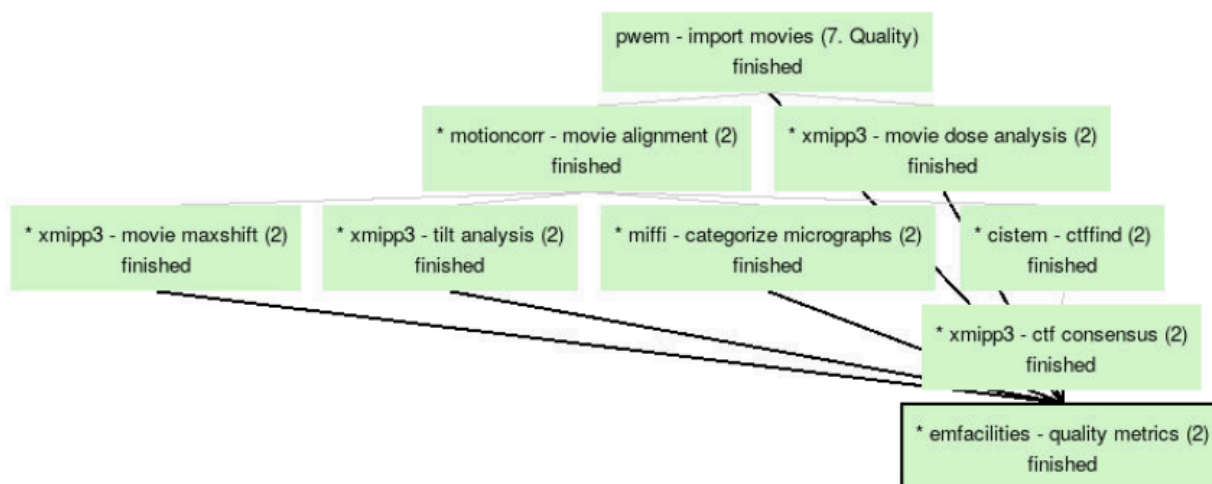 pwem - import movies (7. Quality)
finished
* motioncorr - movie alignment (2)
finished
* xmipp3 - movie dose analysis (2)
finished
* xmipp3 - movie maxshift (2)
finished
* xmipp3 - tilt analysis (2)
finished
* miffi - categorize micrographs (2)
finished
* cistem - ctffind (2)
finished
* xmipp3 - ctf consensus (2)
finished
* emfacilities - quality metrics (2)
finished